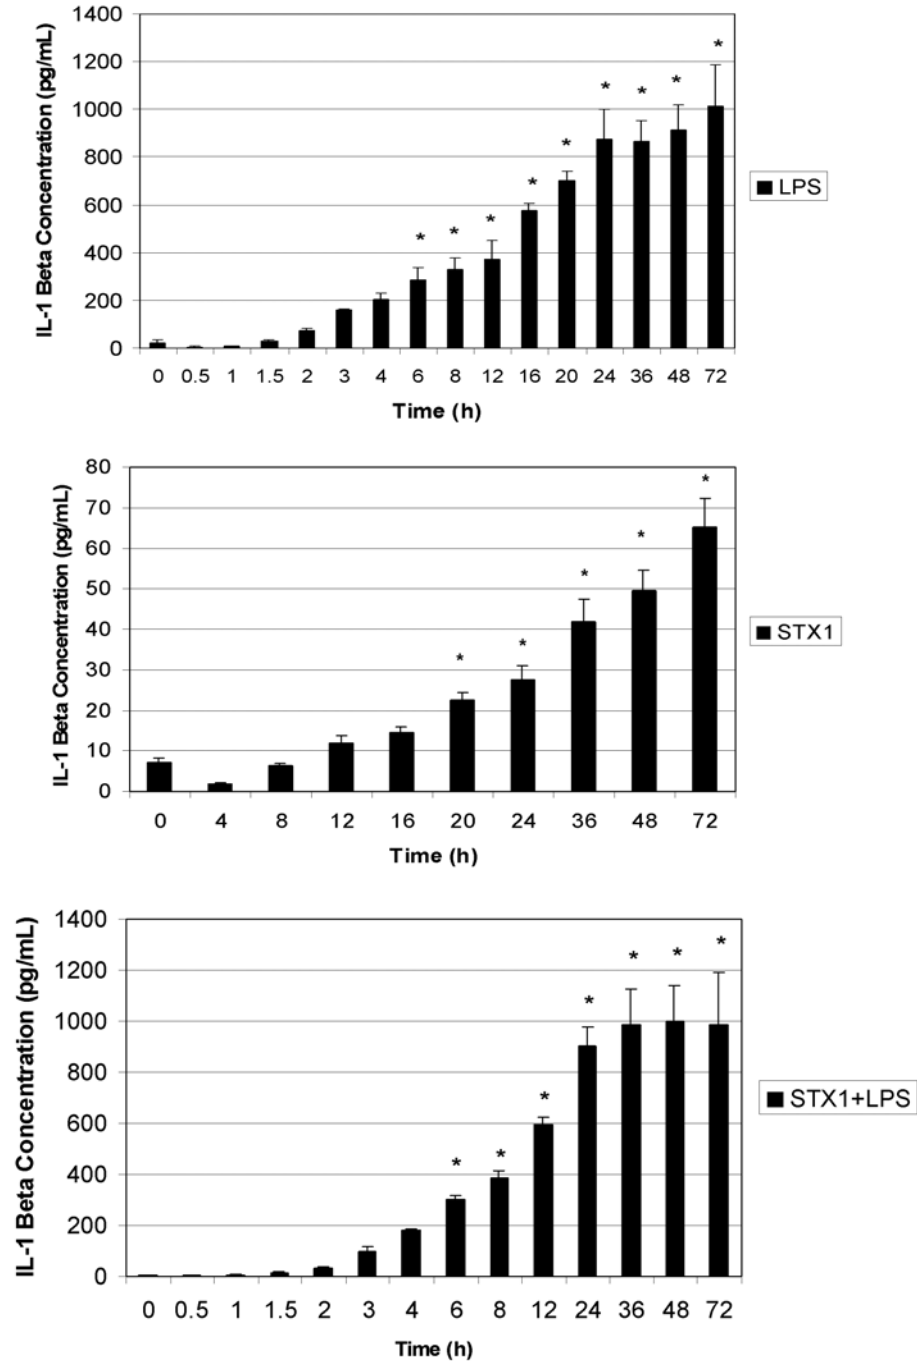 IL-1 Beta Concentration (pg/mL)
1400
1200
1000
800
600
400
200
0
* * * * * * * * * *
0 0.5 1 1.5 2 3 4 6 8 12 16 20 24 36 48 72
Time (h)
LPS
IL-1 Beta Concentration (pg/mL)
80
70
60
50
40
30
20
10
0
* * * * *
0 4 8 12 16 20 24 36 48 72
Time (h)
STX1
IL-1 Beta Concentration (pg/mL)
1400
1200
1000
800
600
400
200
0
* * * * * * *
0 0.5 1 1.5 2 3 4 6 8 12 24 36 48 72
Time (h)
STX1+LPS